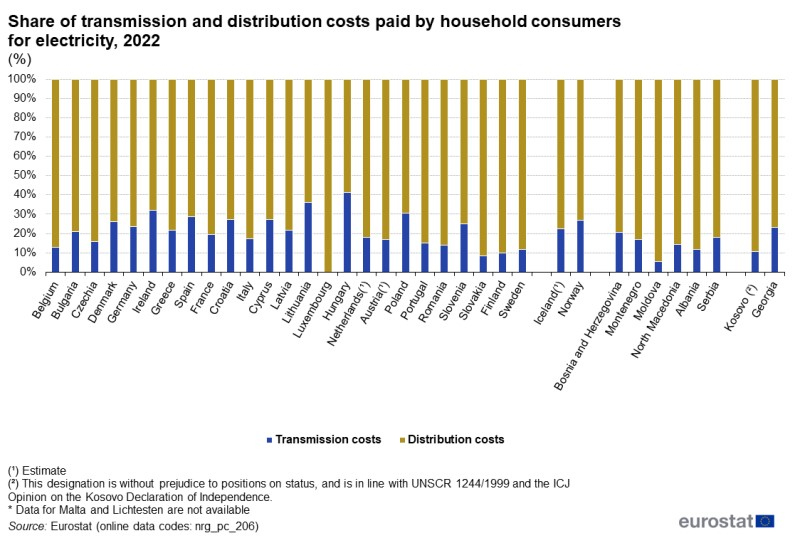 Share of transmission and distribution costs paid by household consumers
for electricity, 2022
(%)
100%
90%
80%
70%
60%
50%
40%
30%
20%
10%
0%
Belgium
Bulgaria
Czechia
Denmark
Germany
Ireland
Greece
Spain
France
Croatia
Italy
Cyprus
Latvia
Lithuania
Luxembourg
Hungary
Netherlands(¹)
Austria(¹)
Poland
Portugal
Romania
Slovenia
Slovakia
Finland
Sweden
Iceland(¹)
Norway
Bosnia and Herzegovina
Montenegro
Moldova
North Macedonia
Albania
Serbia
Kosovo (²)
Georgia
Transmission costs
Distribution costs
(¹) Estimate
(²) This designation is without prejudice to positions on status, and is in line with UNSCR 1244/1999 and the ICJ
Opinion on the Kosovo Declaration of Independence.
* Data for Malta and Lichtesten are not available
Source: Eurostat (online data codes: nrg_pc_206)
eurostat